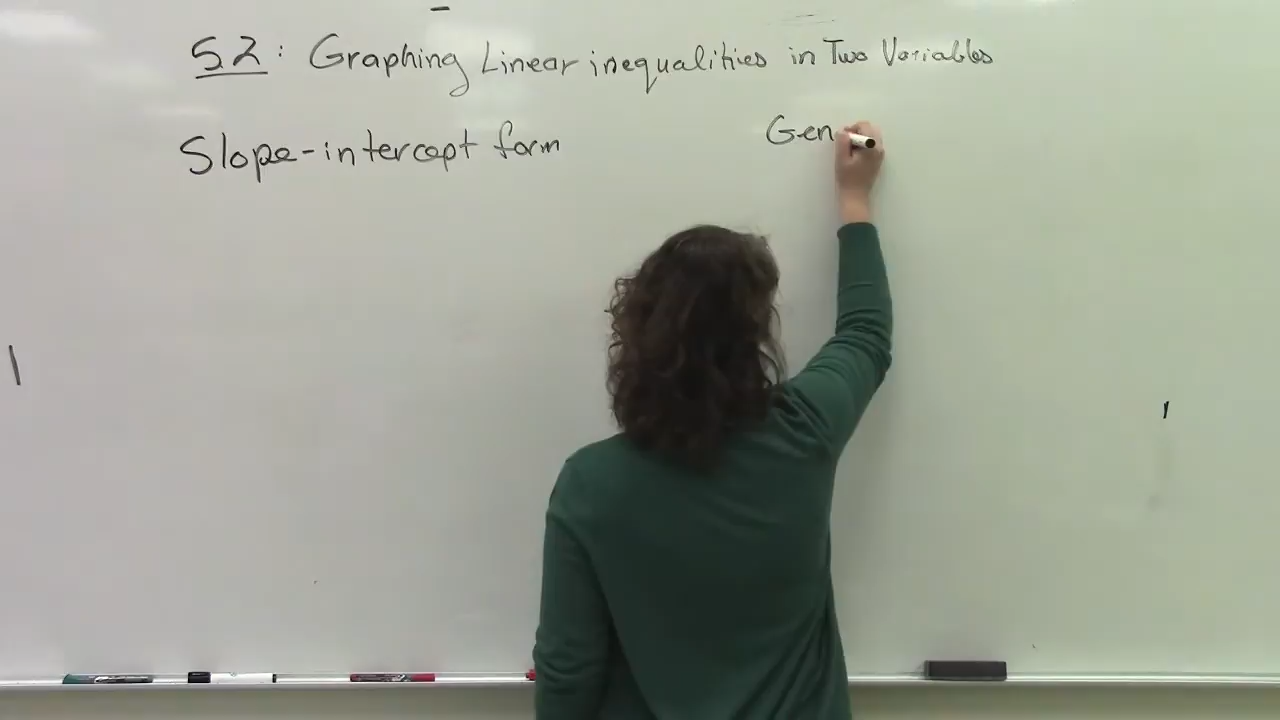 5.2: Graphing Linear inequalities in Two Variables
Slope-intercept form
Gen